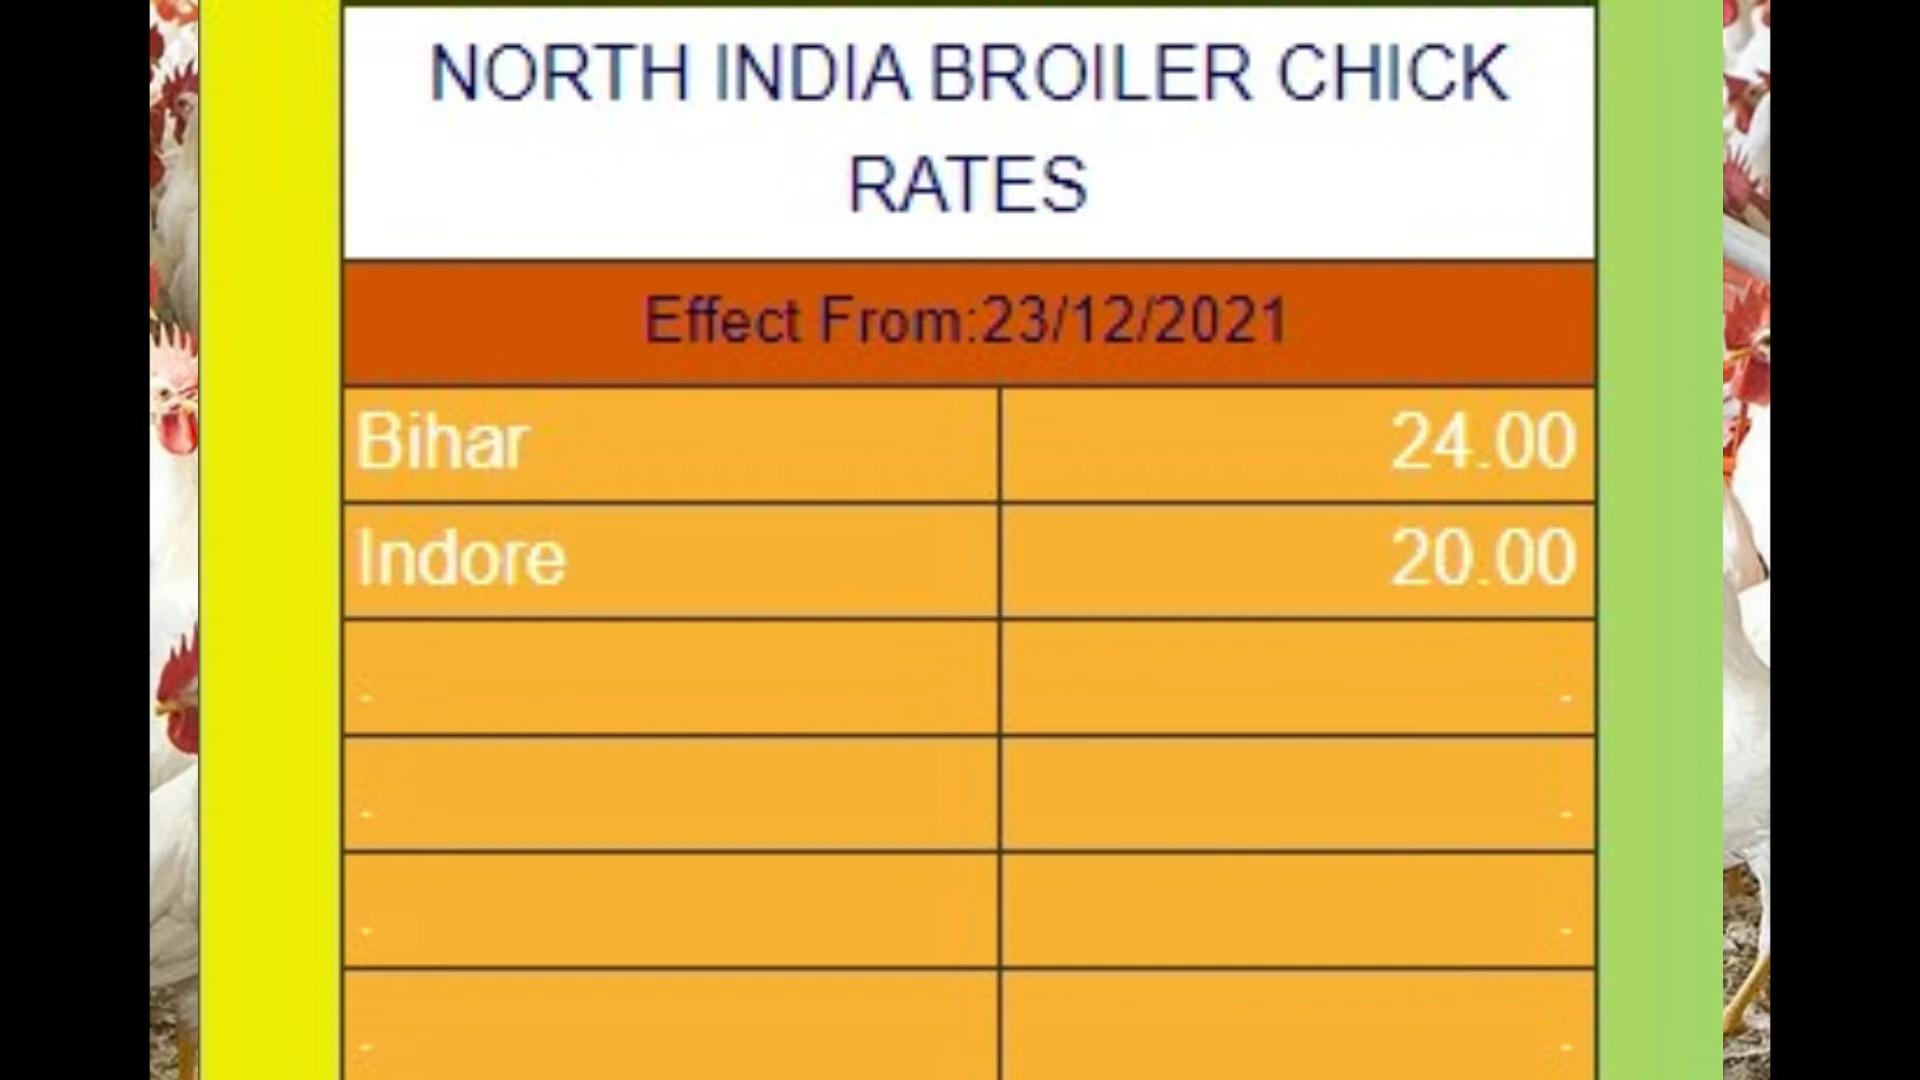 NORTH INDIA BROILER CHICK
RATES
Effect From:23/12/2021
Bihar 24.00
Indore 20.00
. .
. .
. .
. .